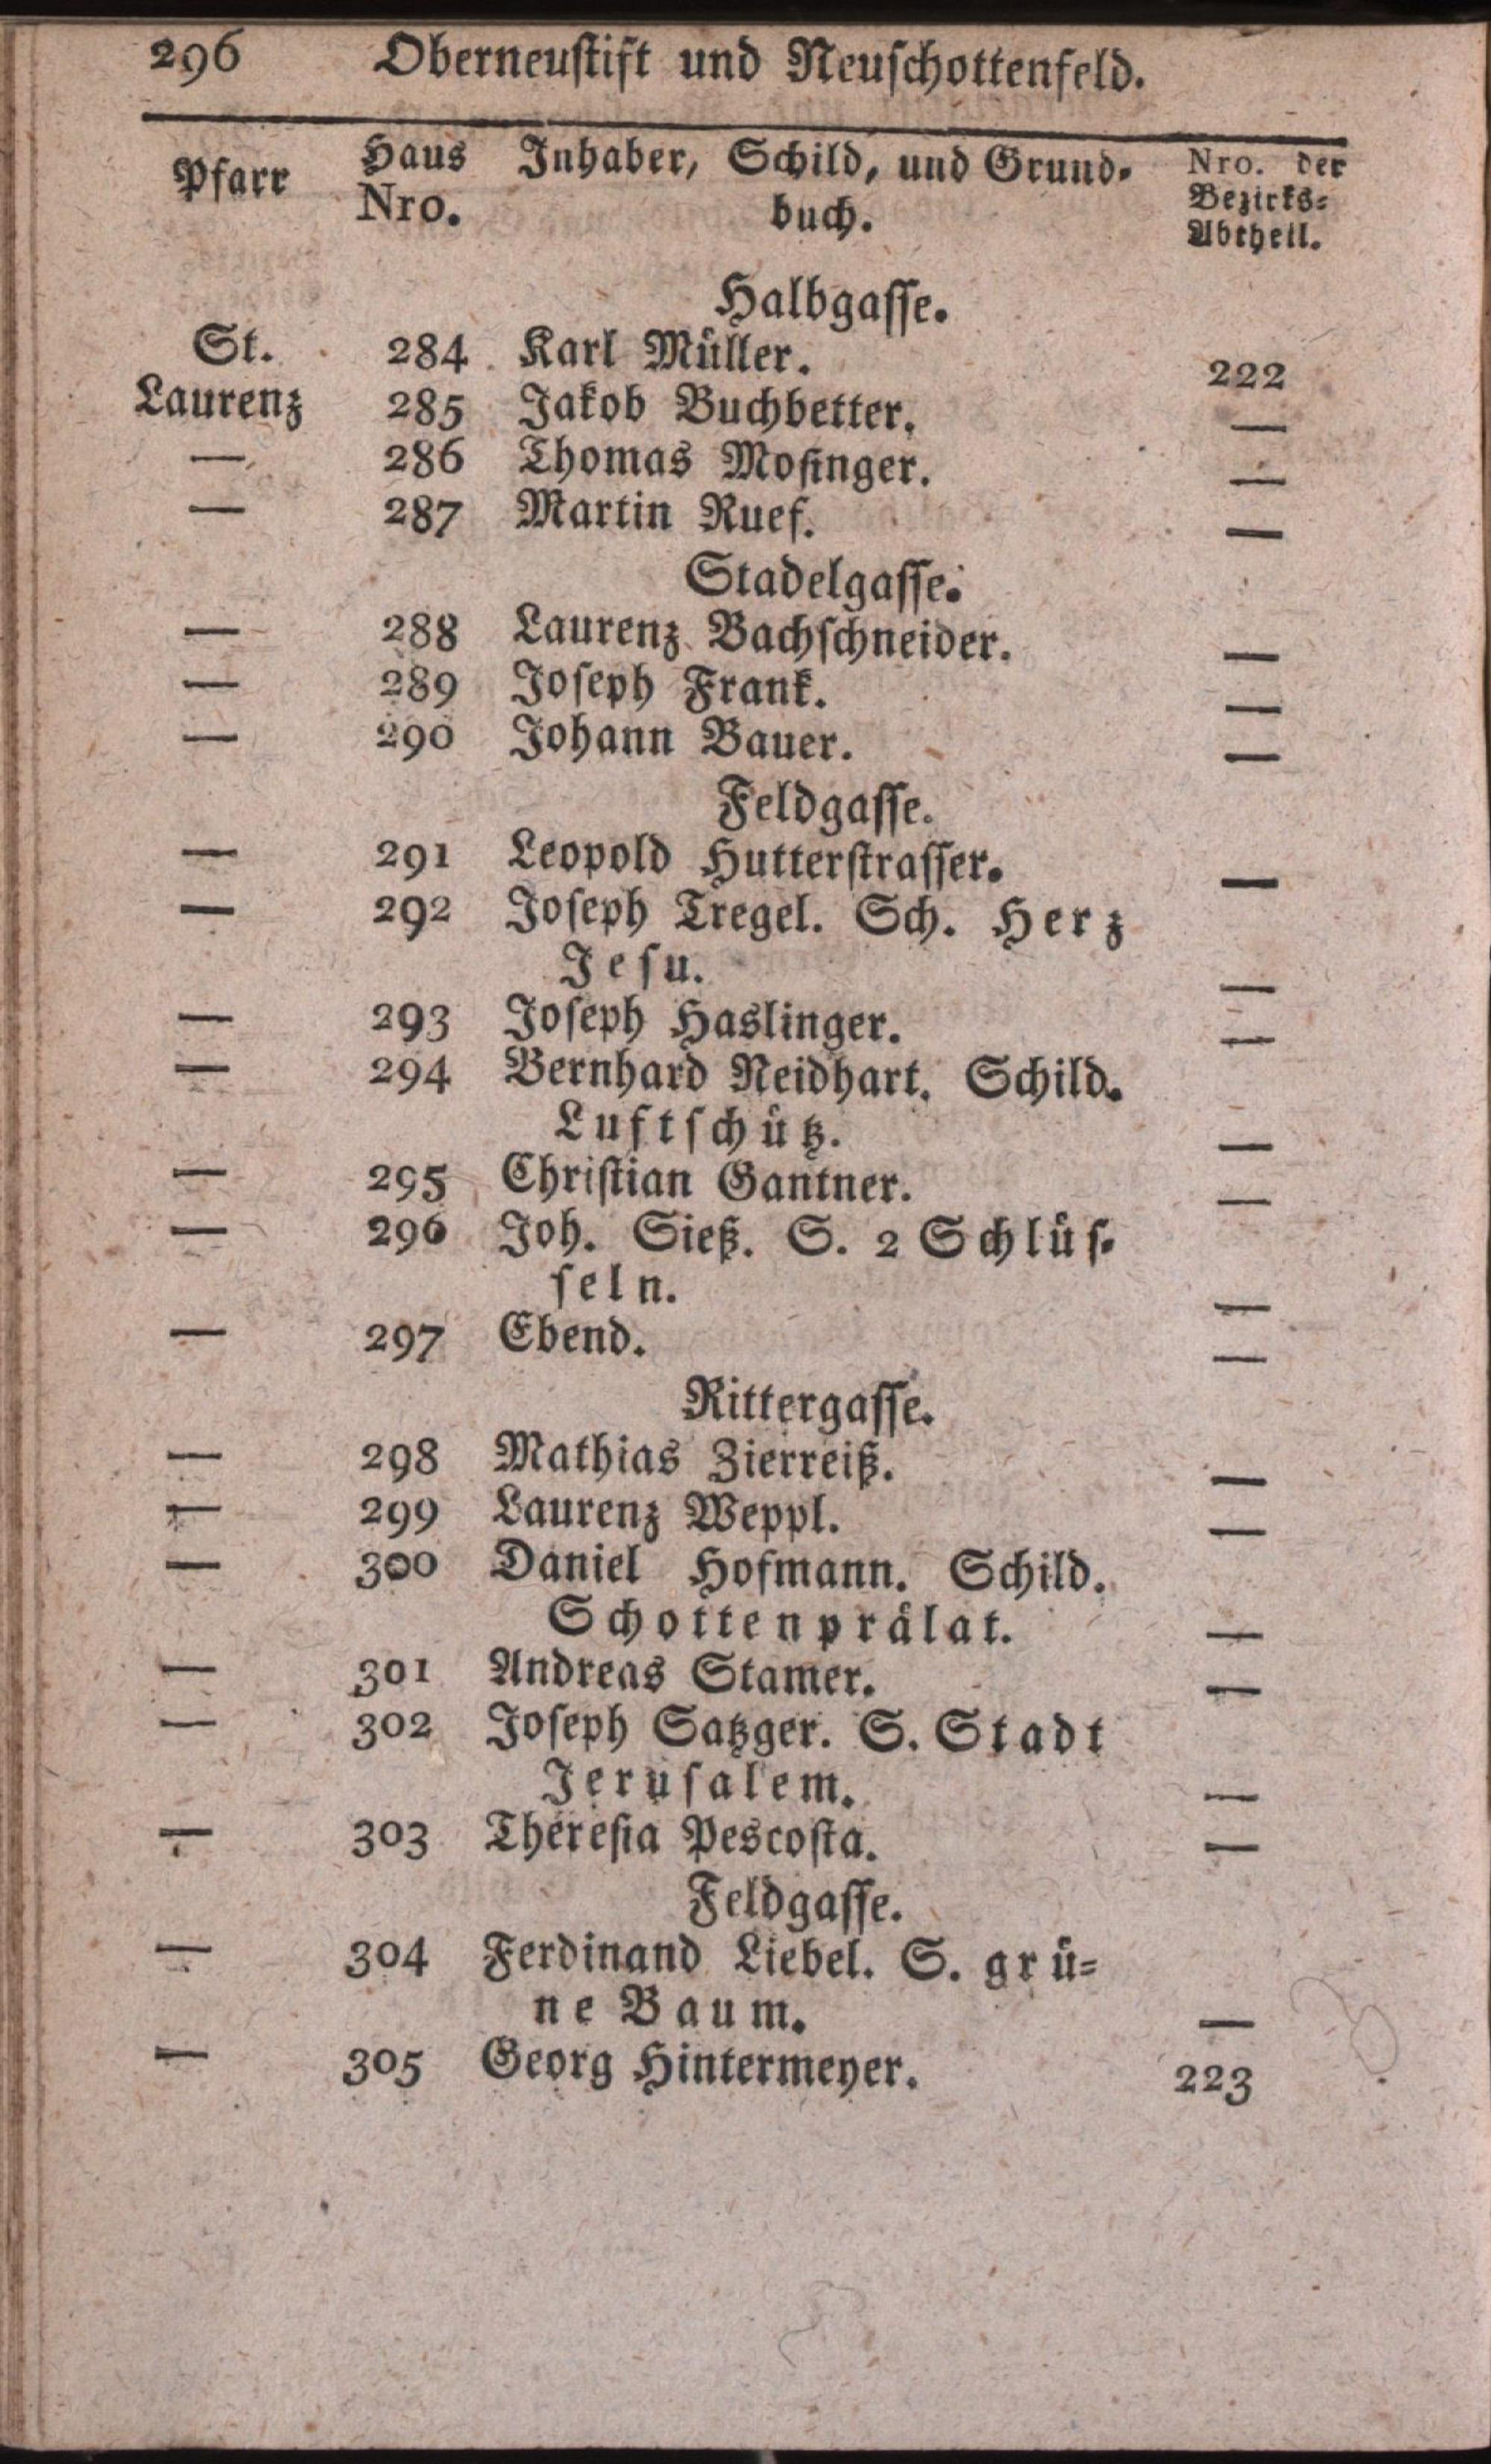 296 Oberneustift und Neuschottenfeld.
Pfarr Haus Nro. Inhaber, Schild, und Grund-buch. Nro. der Bezirks-Abtheil.
Halbgasse.
St. 284 Karl Müller. 222
Laurenz 285 Jakob Buchbetter. —
— 286 Thomas Mosinger. —
— 287 Martin Ruef. —
Stadelgasse.
— 288 Laurenz Bachschneider. —
— 289 Joseph Frank. —
— 290 Johann Bauer. —
Feldgasse.
— 291 Leopold Hutterstrasser. —
— 292 Joseph Tregel. Sch. Herz
Jesu. —
— 293 Joseph Haslinger. —
— 294 Bernhard Neidhart. Schild.
Luftschütz. —
— 295 Christian Gantner. —
— 296 Joh. Sieß. S. 2 Schlüs-
seln. —
— 297 Ebend. —
Rittergasse.
— 298 Mathias Zierreiß. —
— 299 Laurenz Weppl. —
— 300 Daniel Hofmann. Schild.
Schottenprälat. —
— 301 Andreas Stamer. —
— 302 Joseph Satzger. S. Stadt
Jerusalem. —
— 303 Theresia Pescosta. —
Feldgasse.
— 304 Ferdinand Liebel. S. grü-
ne Baum. —
— 305 Georg Hintermeyer. 223